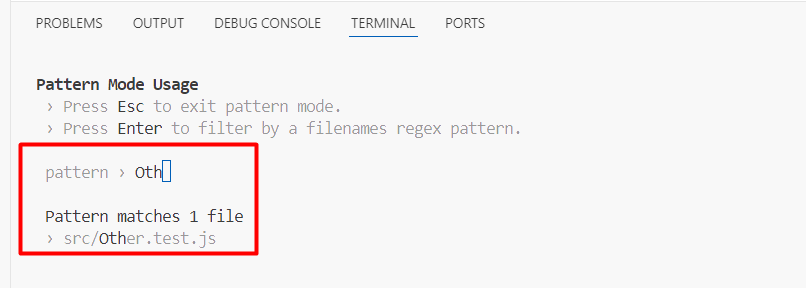 PROBLEMS OUTPUT DEBUG CONSOLE TERMINAL PORTS
Pattern Mode Usage
› Press Esc to exit pattern mode.
› Press Enter to filter by a filenames regex pattern.
pattern › Oth
Pattern matches 1 file
› src/Other.test.js